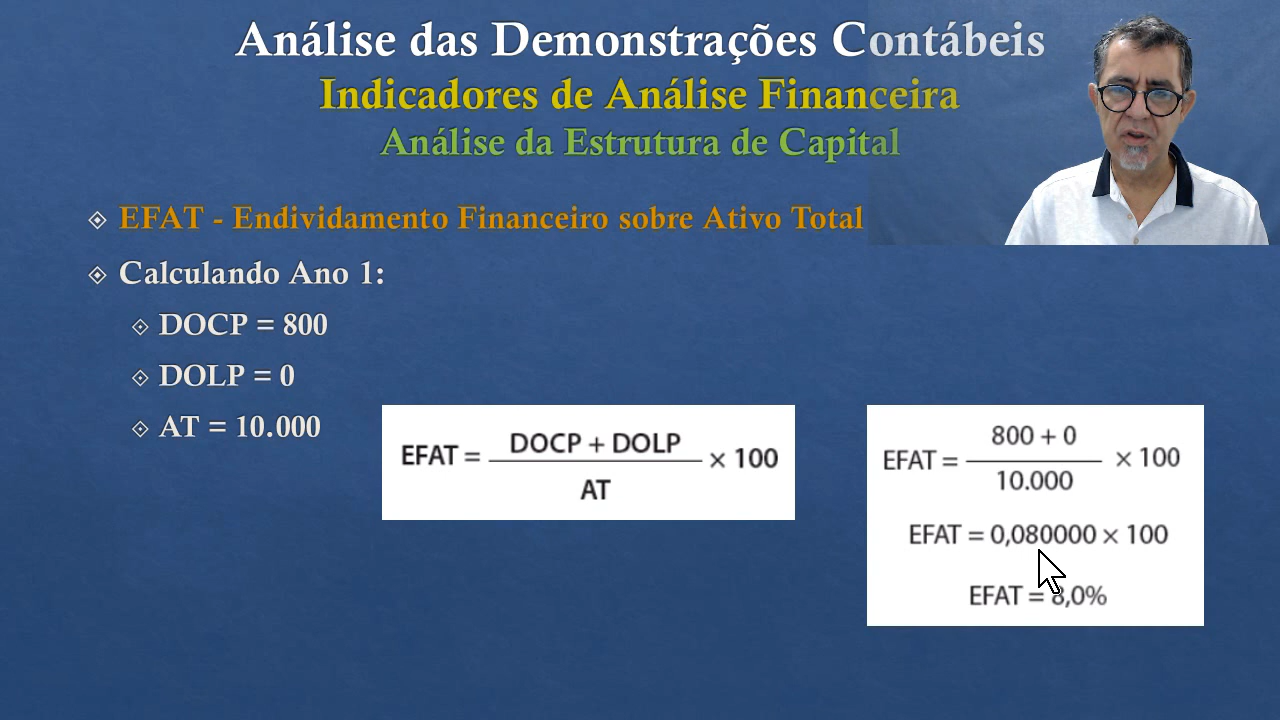 Análise das Demonstrações Contábeis
Indicadores de Análise Financeira
Análise da Estrutura de Capital
EFAT - Endividamento Financeiro sobre Ativo Total
Calculando Ano 1:
DOCP = 800
DOLP = 0
AT = 10.000
EFAT = DOCP + DOLP / AT × 100
EFAT = 800 + 0 / 10.000 × 100
EFAT = 0,080000 × 100
EFAT = 8,0%